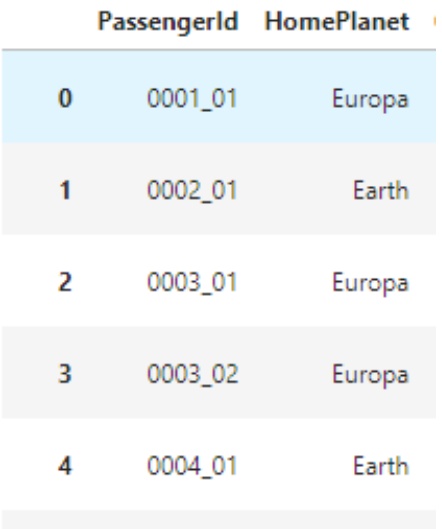 PassengerId HomePlanet
0 0001_01 Europa
1 0002_01 Earth
2 0003_01 Europa
3 0003_02 Europa
4 0004_01 Earth